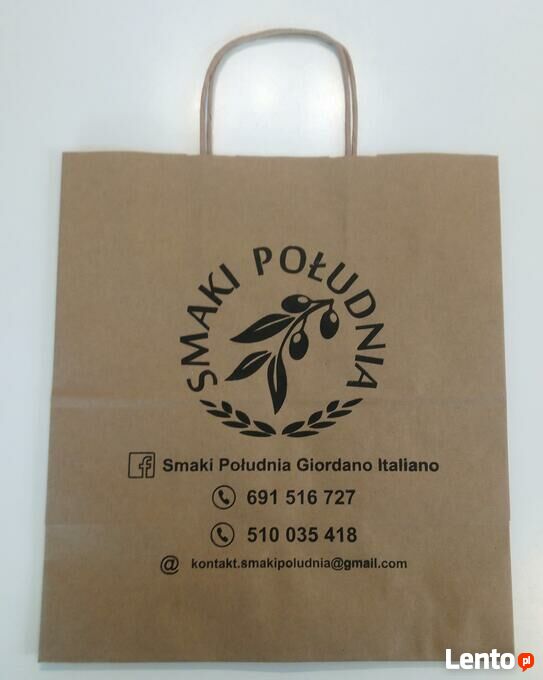 SMAKI POŁUDNIA
Smaki Południa Giordano Italiano
691 516 727
510 035 418
@ kontakt.smakipoludnia@gmail.com
Lento.pl